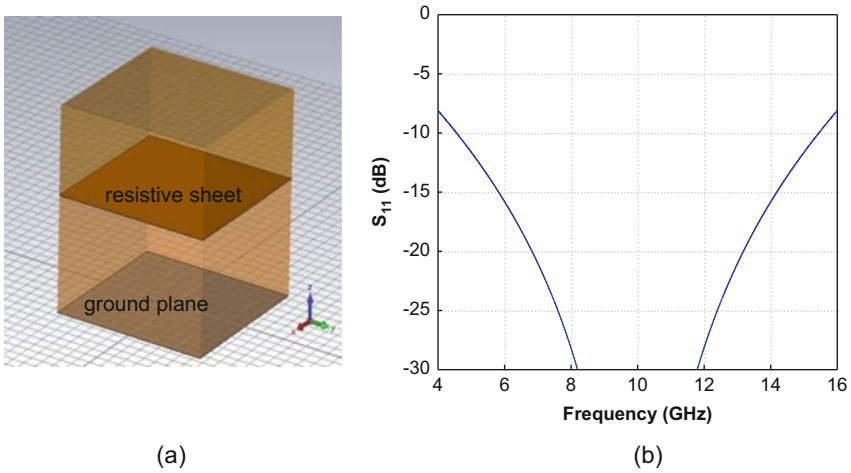 resistive sheet
ground plane
z
x
y
(a)
0
-5
-10
-15
-20
-25
-30
S11 (dB)
4
6
8
10
12
14
16
Frequency (GHz)
(b)